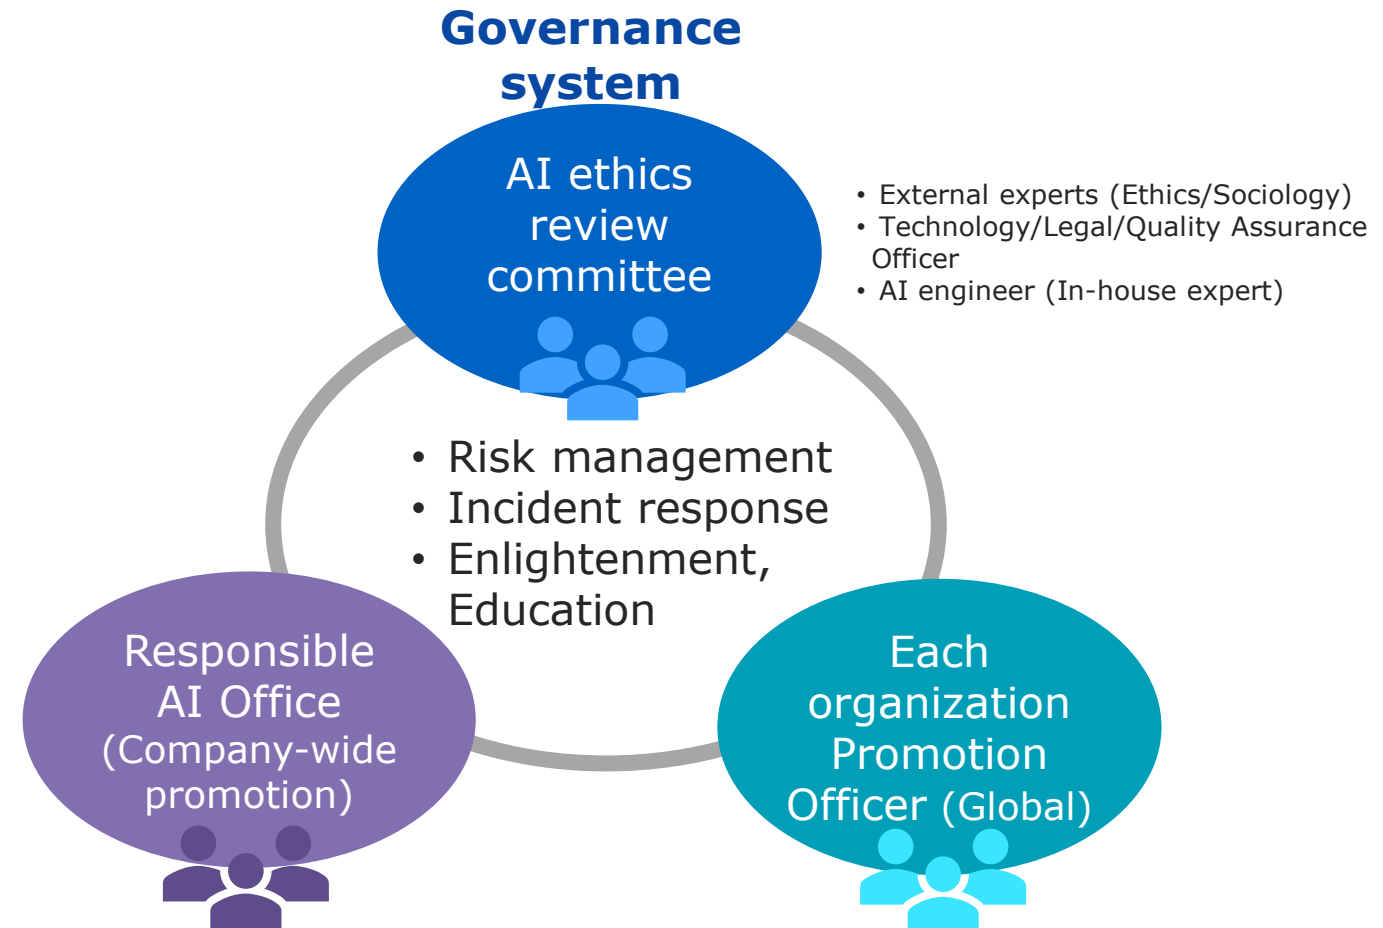 Governance
system
AI ethics
review
committee
• External experts (Ethics/Sociology)
• Technology/Legal/Quality Assurance
Officer
• AI engineer (In-house expert)
• Risk management
• Incident response
• Enlightenment,
Education
Responsible
AI Office
(Company-wide
promotion)
Each
organization
Promotion
Officer (Global)